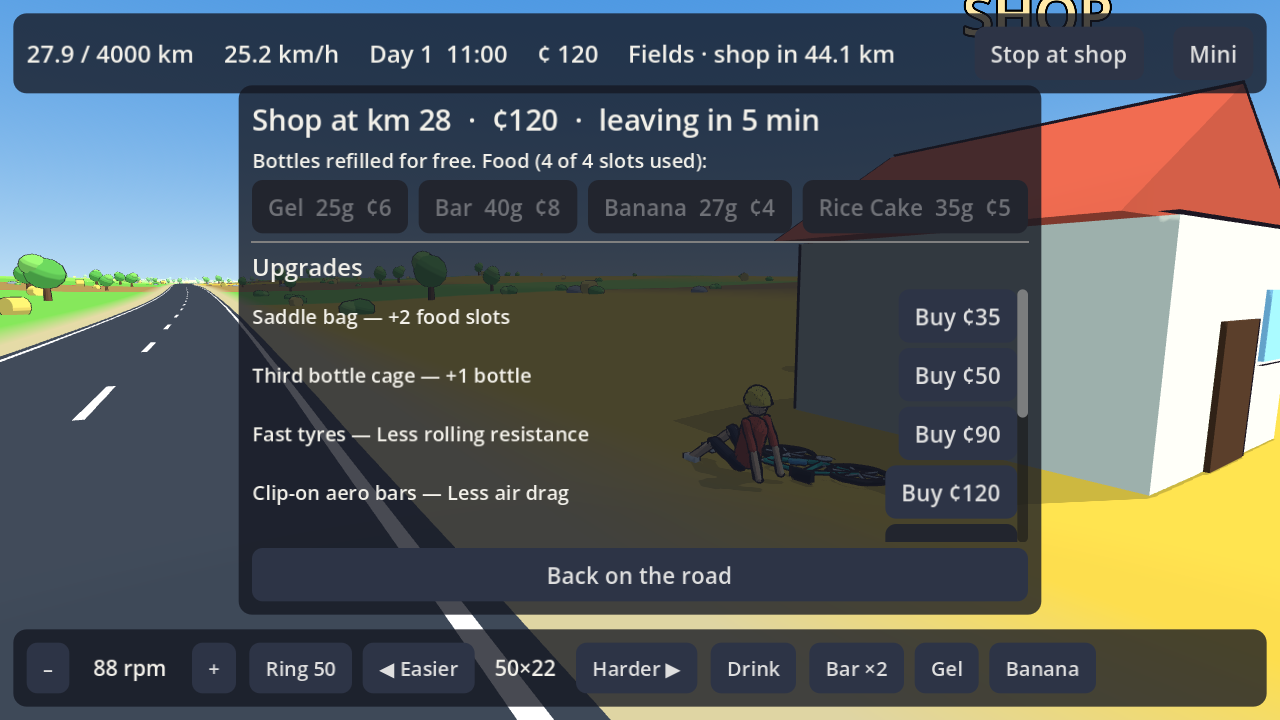 SHOP
27.9 / 4000 km 25.2 km/h Day 1 11:00 ¢ 120 Fields · shop in 44.1 km Stop at shop Mini
Shop at km 28 · ¢120 · leaving in 5 min
Bottles refilled for free. Food (4 of 4 slots used):
Gel 25g ¢6 Bar 40g ¢8 Banana 27g ¢4 Rice Cake 35g ¢5
Upgrades
Saddle bag — +2 food slots Buy ¢35
Third bottle cage — +1 bottle Buy ¢50
Fast tyres — Less rolling resistance Buy ¢90
Clip-on aero bars — Less air drag Buy ¢120
Back on the road
– 88 rpm + Ring 50 ◀ Easier 50×22 Harder ▶ Drink Bar ×2 Gel Banana